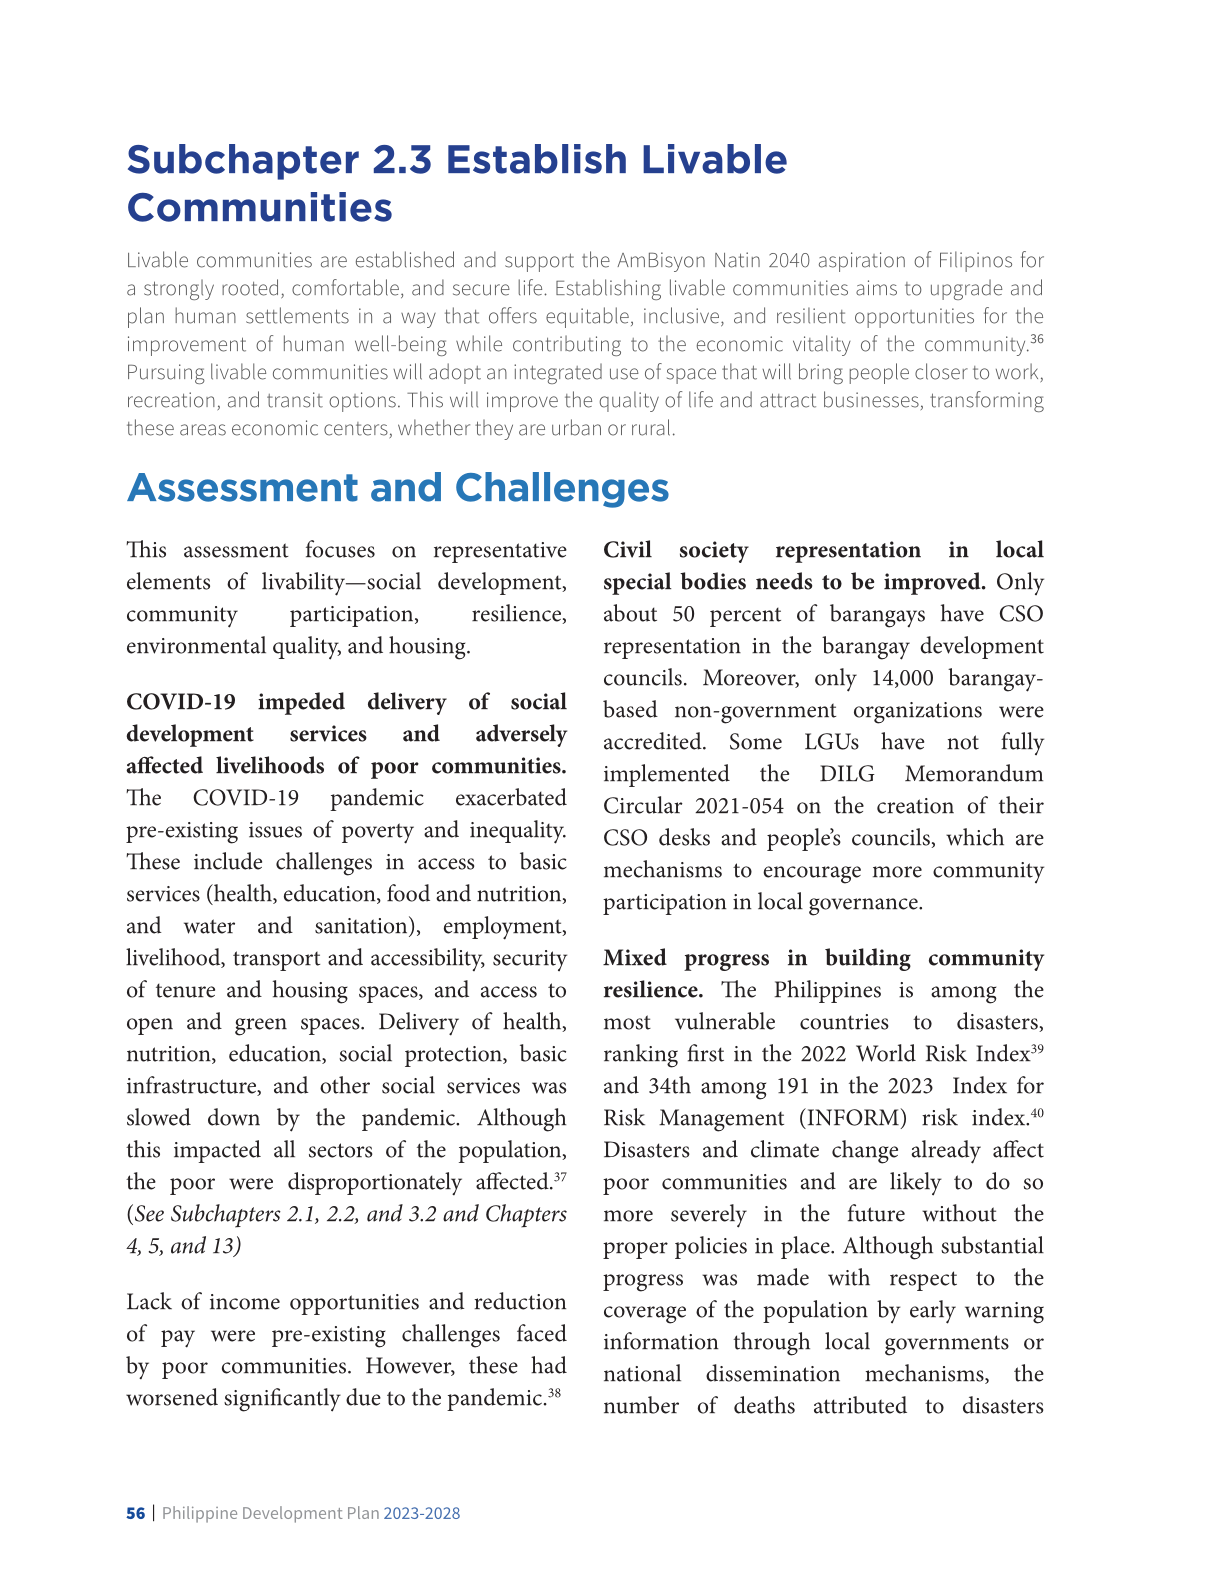 Subchapter 2.3 Establish Livable
Communities
Livable communities are established and support the AmBisyon Natin 2040 aspiration of Filipinos for
a strongly rooted, comfortable, and secure life. Establishing livable communities aims to upgrade and
plan human settlements in a way that offers equitable, inclusive, and resilient opportunities for the
improvement of human well-being while contributing to the economic vitality of the community.36
Pursuing livable communities will adopt an integrated use of space that will bring people closer to work,
recreation, and transit options. This will improve the quality of life and attract businesses, transforming
these areas economic centers, whether they are urban or rural.
Assessment and Challenges
This assessment focuses on representative
elements of livability—social development,
community participation, resilience,
environmental quality, and housing.
COVID-19 impeded delivery of social
development services and adversely
affected livelihoods of poor communities.
The COVID-19 pandemic exacerbated
pre-existing issues of poverty and inequality.
These include challenges in access to basic
services (health, education, food and nutrition,
and water and sanitation), employment,
livelihood, transport and accessibility, security
of tenure and housing spaces, and access to
open and green spaces. Delivery of health,
nutrition, education, social protection, basic
infrastructure, and other social services was
slowed down by the pandemic. Although
this impacted all sectors of the population,
the poor were disproportionately affected.37
(See Subchapters 2.1, 2.2, and 3.2 and Chapters
4, 5, and 13)
Lack of income opportunities and reduction
of pay were pre-existing challenges faced
by poor communities. However, these had
worsened significantly due to the pandemic.38
Civil society representation in local
special bodies needs to be improved. Only
about 50 percent of barangays have CSO
representation in the barangay development
councils. Moreover, only 14,000 barangay-
based non-government organizations were
accredited. Some LGUs have not fully
implemented the DILG Memorandum
Circular 2021-054 on the creation of their
CSO desks and people’s councils, which are
mechanisms to encourage more community
participation in local governance.
Mixed progress in building community
resilience. The Philippines is among the
most vulnerable countries to disasters,
ranking first in the 2022 World Risk Index39
and 34th among 191 in the 2023 Index for
Risk Management (INFORM) risk index.40
Disasters and climate change already affect
poor communities and are likely to do so
more severely in the future without the
proper policies in place. Although substantial
progress was made with respect to the
coverage of the population by early warning
information through local governments or
national dissemination mechanisms, the
number of deaths attributed to disasters
56 | Philippine Development Plan 2023-2028